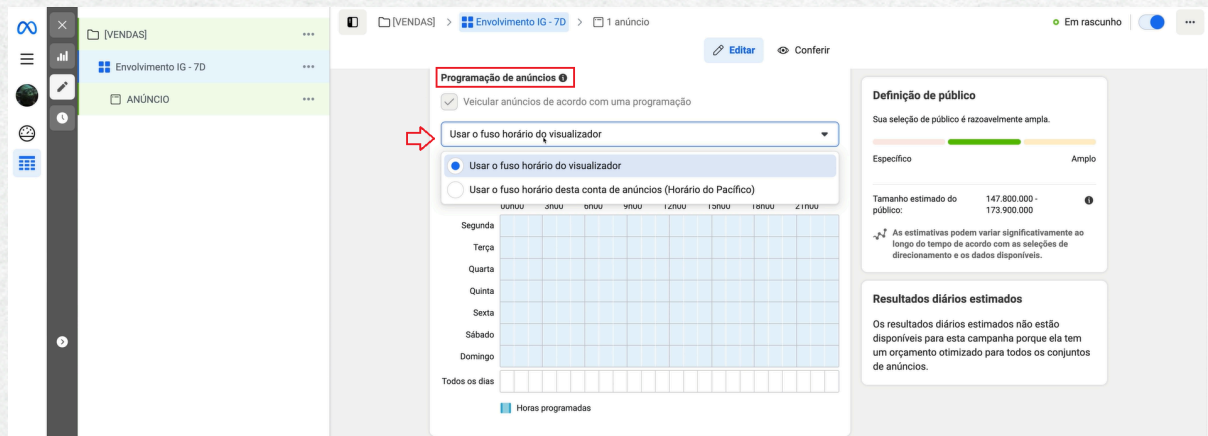 [VENDAS]
Envolvimento IG - 7D
ANÚNCIO
[VENDAS] > Envolvimento IG - 7D > 1 anúncio
Em rascunho
Editar
Conferir
Programação de anúncios
Veicular anúncios de acordo com uma programação
Usar o fuso horário do visualizador
Usar o fuso horário do visualizador
Usar o fuso horário desta conta de anúncios (Horário do Pacífico)
00h00 3h00 6h00 9h00 12h00 15h00 18h00 21h00
Segunda
Terça
Quarta
Quinta
Sexta
Sábado
Domingo
Todos os dias
Horas programadas
Definição de público
Sua seleção de público é razoavelmente ampla.
Específico Amplo
Tamanho estimado do
público:
147.800.000 -
173.900.000
As estimativas podem variar significativamente ao
longo do tempo de acordo com as seleções de
direcionamento e os dados disponíveis.
Resultados diários estimados
Os resultados diários estimados não estão
disponíveis para esta campanha porque ela tem
um orçamento otimizado para todos os conjuntos
de anúncios.